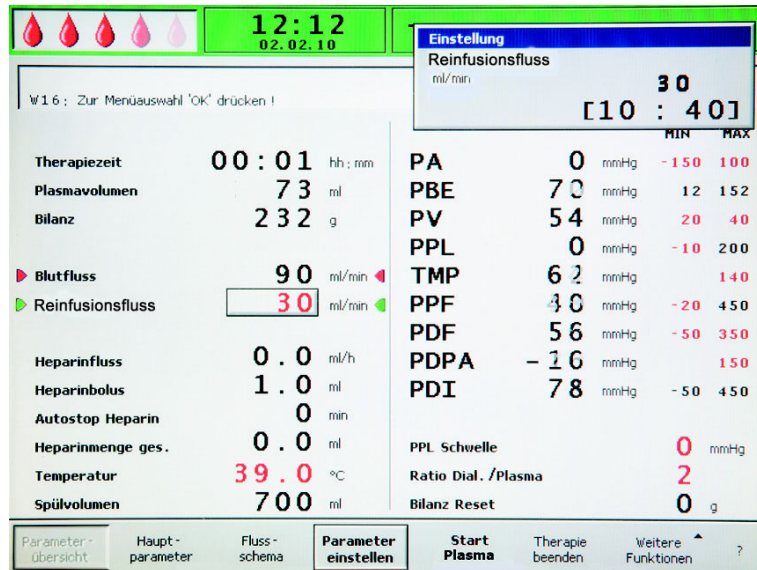 12:12
02.02.10
Einstellung
Reinfusionsfluss
ml/min
30
[10 : 40]
W16: Zur Menüauswahl 'OK' drücken !
MIN MAX
Therapiezeit 00:01 hh:mm
Plasmavolumen 73 ml
Bilanz 232 g
Blutfluss 90 ml/min
Reinfusionsfluss 30 ml/min
Heparinfluss 0.0 ml/h
Heparinbolus 1.0 ml
Autostop Heparin 0 min
Heparinmenge ges. 0.0 ml
Temperatur 39.0 °C
Spülvolumen 700 ml
PA 0 mmHg -150 100
PBE 70 mmHg 12 152
PV 54 mmHg 20 40
PPL 0 mmHg -10 200
TMP 62 mmHg 140
PPF 40 mmHg -20 450
PDF 56 mmHg -50 350
PDPA -16 mmHg 150
PDI 78 mmHg -50 450
PPL Schwelle 0 mmHg
Ratio Dial. /Plasma 2
Bilanz Reset 0 g
Parameter-
übersicht
Haupt-
parameter
Fluss-
schema
Parameter
einstellen
Start
Plasma
Therapie
beenden
Weitere
Funktionen
?